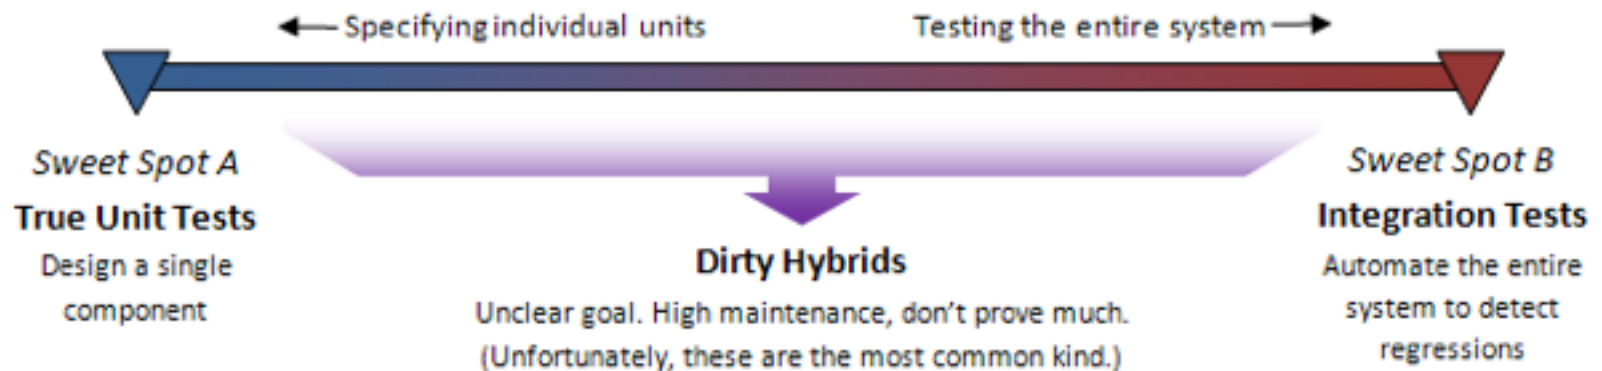 Specifying individual units
Testing the entire system
Sweet Spot A
True Unit Tests
Design a single
component
Dirty Hybrids
Unclear goal. High maintenance, don't prove much.
(Unfortunately, these are the most common kind.)
Sweet Spot B
Integration Tests
Automate the entire
system to detect
regressions